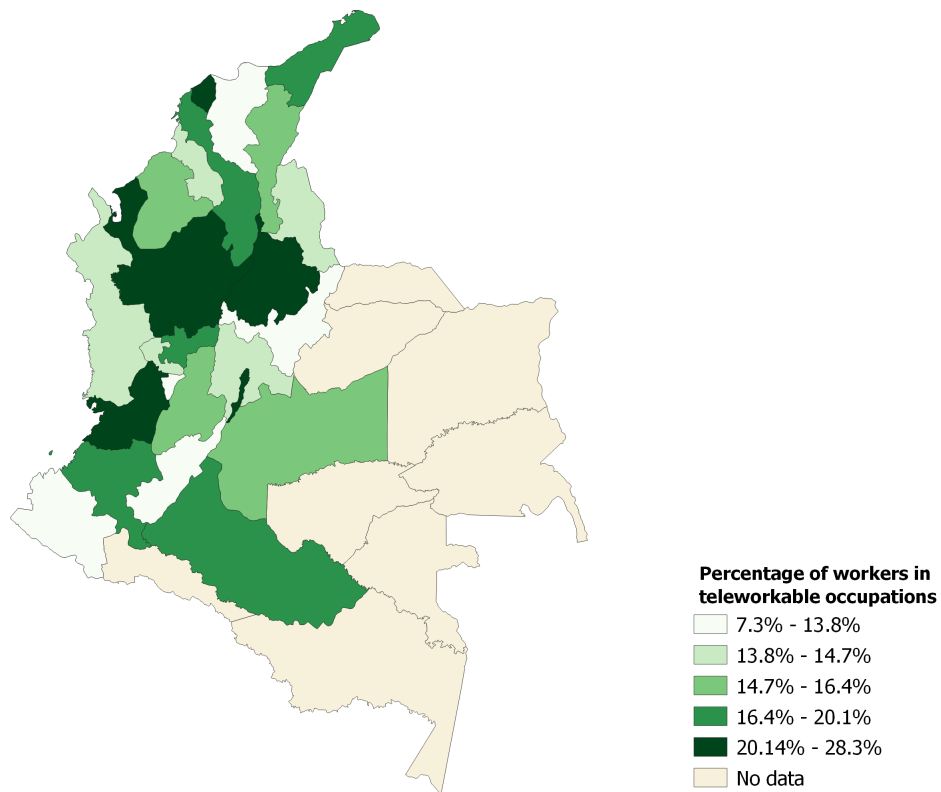 Percentage of workers in
teleworkable occupations
7.3% - 13.8%
13.8% - 14.7%
14.7% - 16.4%
16.4% - 20.1%
20.14% - 28.3%
No data